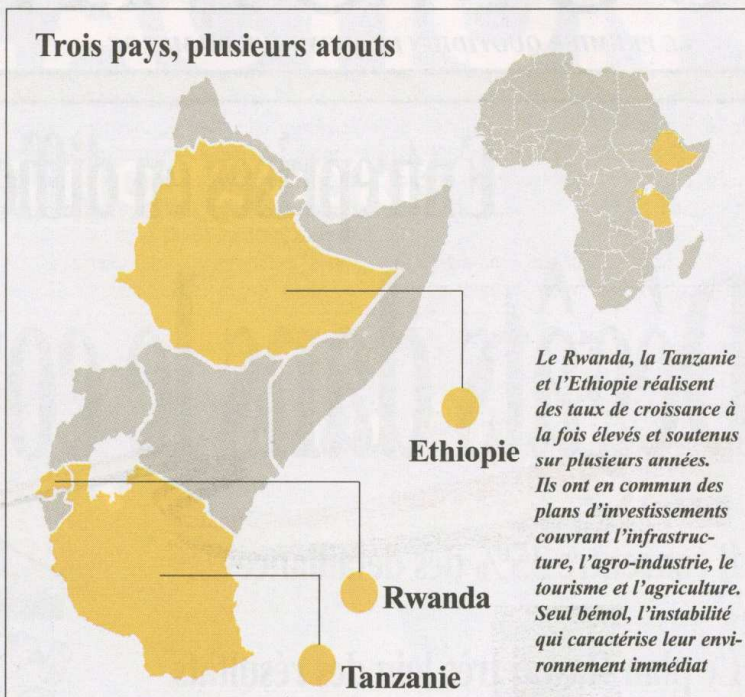 Trois pays, plusieurs atouts
Ethiopie
Rwanda
Tanzanie
Le Rwanda, la Tanzanie
et l'Ethiopie réalisent
des taux de croissance à
la fois élevés et soutenus
sur plusieurs années.
Ils ont en commun des
plans d'investissements
couvrant l'infrastruc-
ture, l'agro-industrie, le
tourisme et l'agriculture.
Seul bémol, l'instabilité
qui caractérise leur envi-
ronnement immédiat